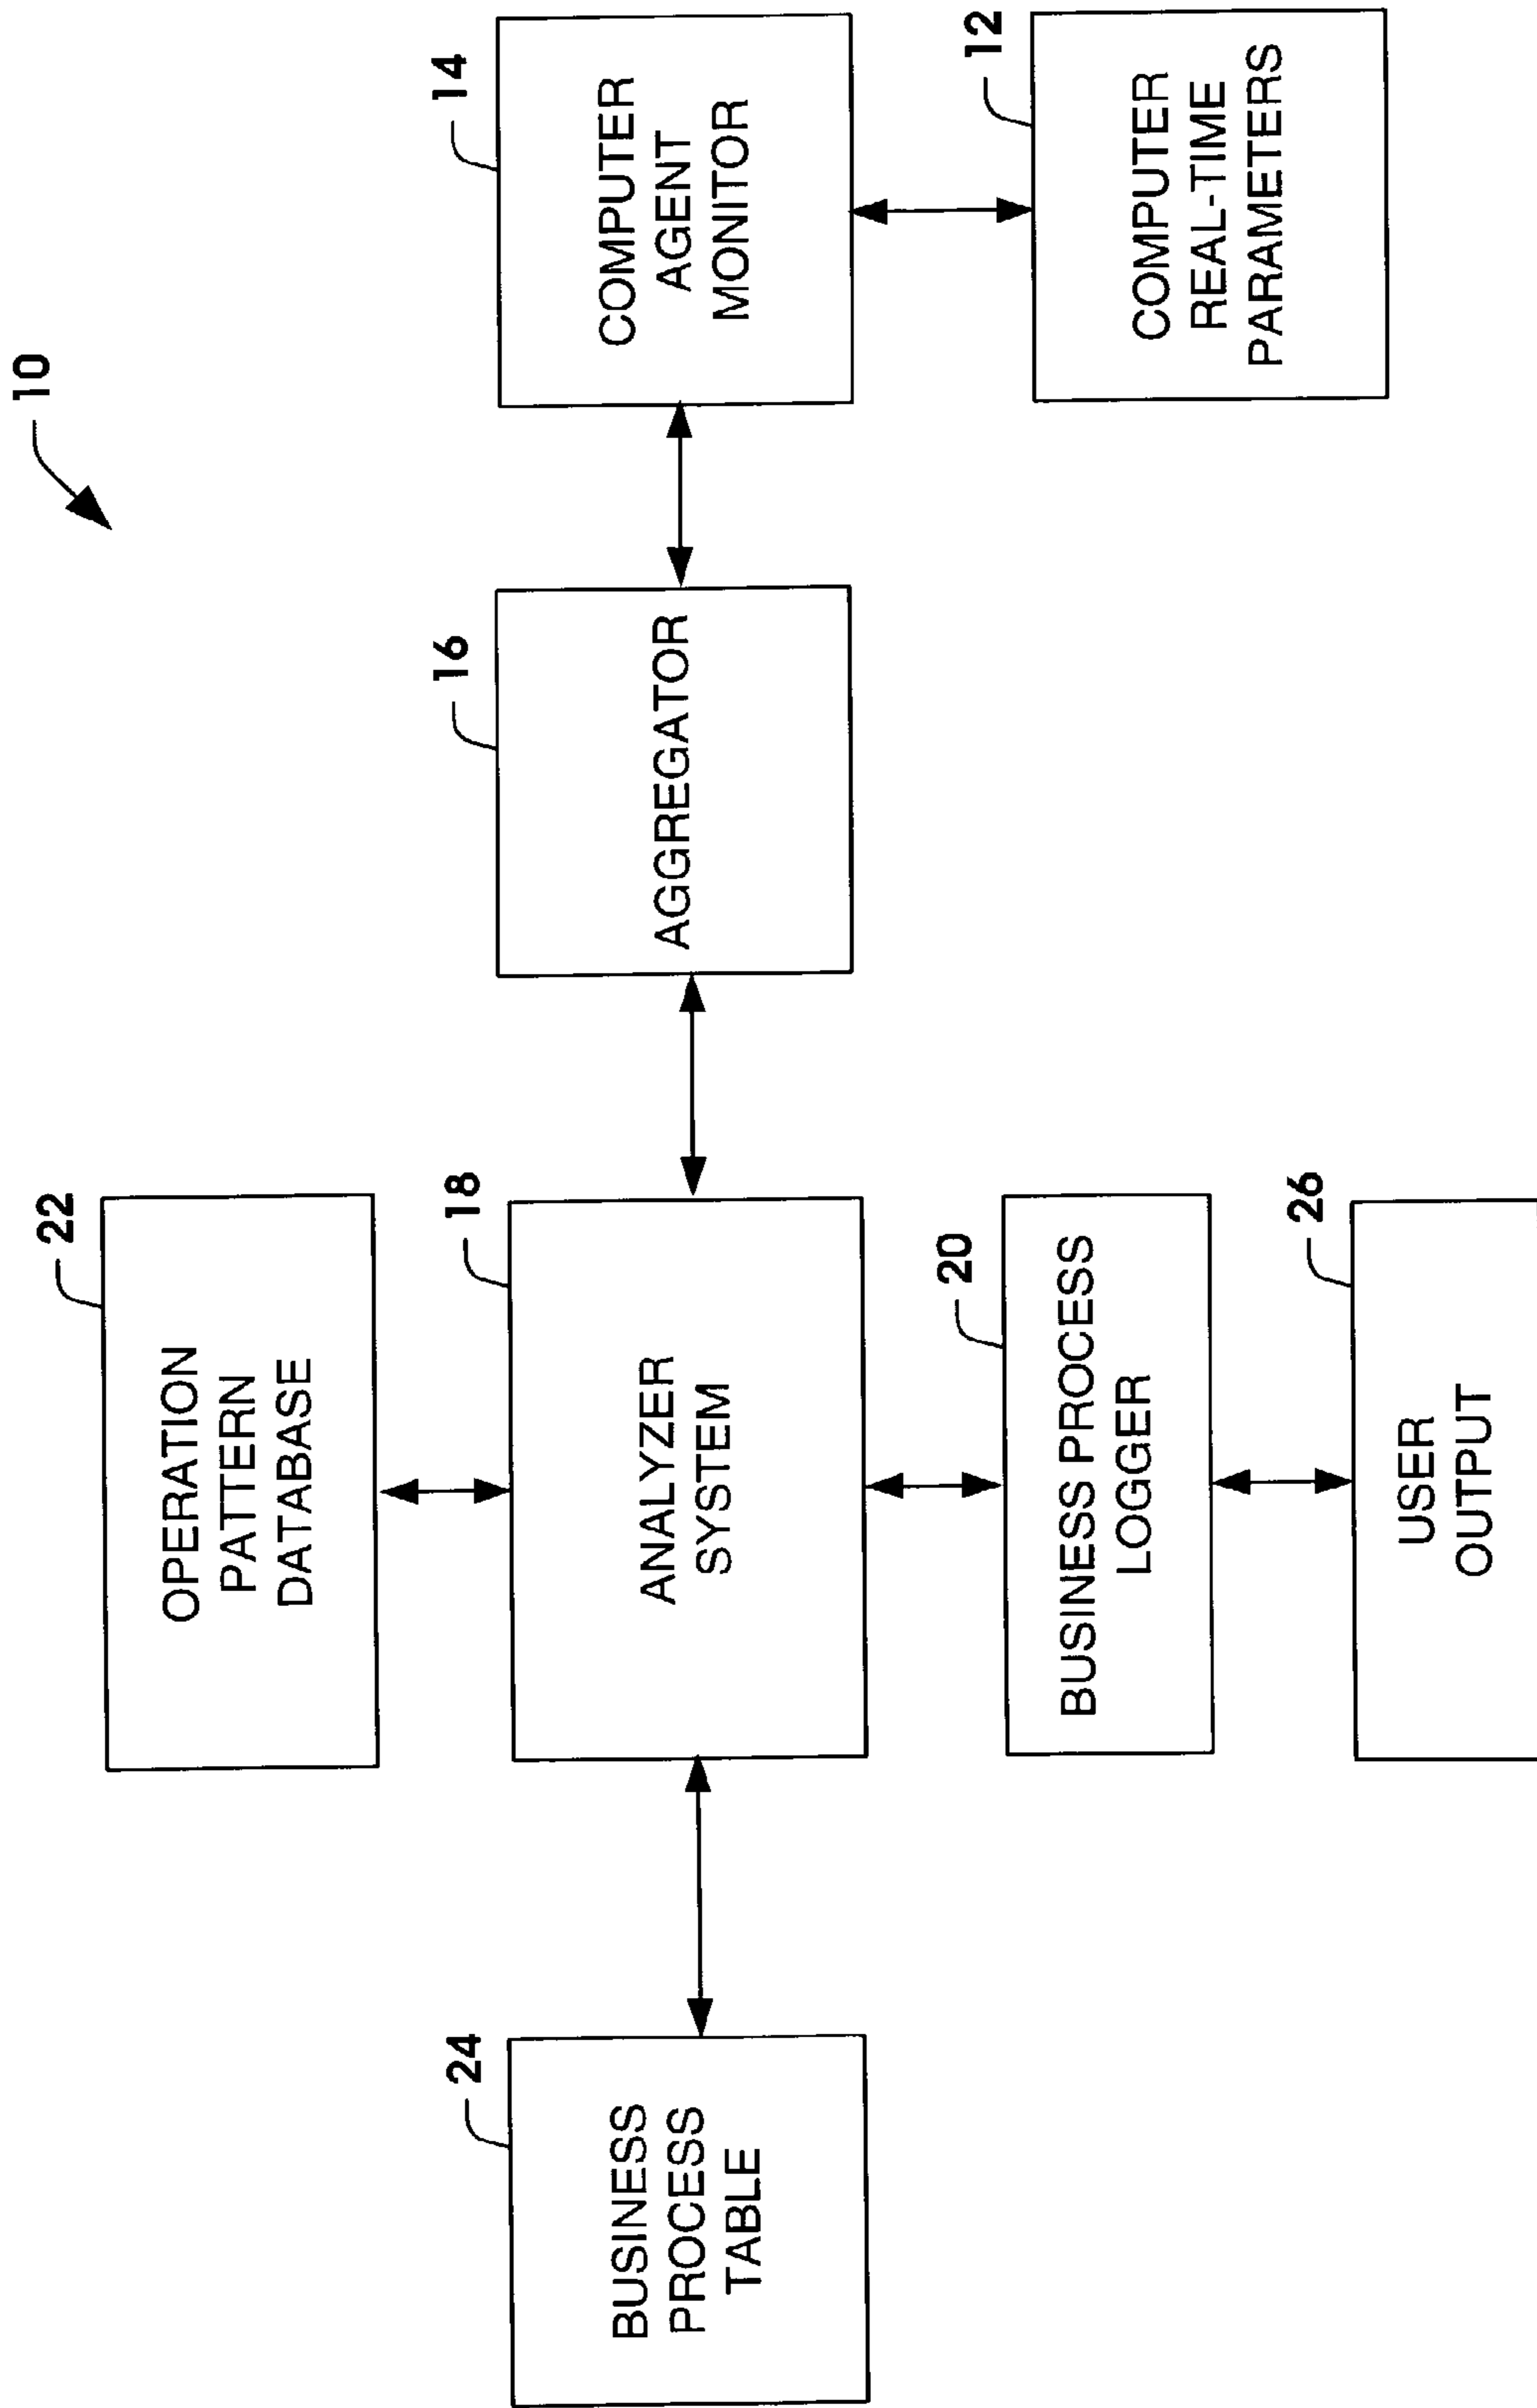 10
22
OPERATION
PATTERN
DATABASE
24
BUSINESS
PROCESS
TABLE
18
ANALYZER
SYSTEM
16
AGGREGATOR
14
COMPUTER
AGENT
MONITOR
20
BUSINESS PROCESS
LOGGER
12
COMPUTER
REAL-TIME
PARAMETERS
26
USER
OUTPUT